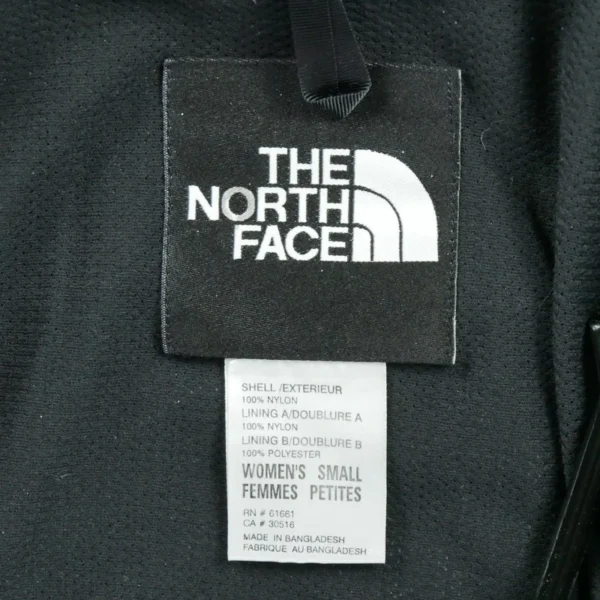 THE
NORTH
FACE
SHELL /EXTERIEUR
100% NYLON
LINING A/DOUBLURE A
100% NYLON
LINING B/DOUBLURE B
100% POLYESTER
WOMEN'S SMALL
FEMMES PETITES
RN # 61661
CA # 30516
MADE IN BANGLADESH
FABRIQUE AU BANGLADESH